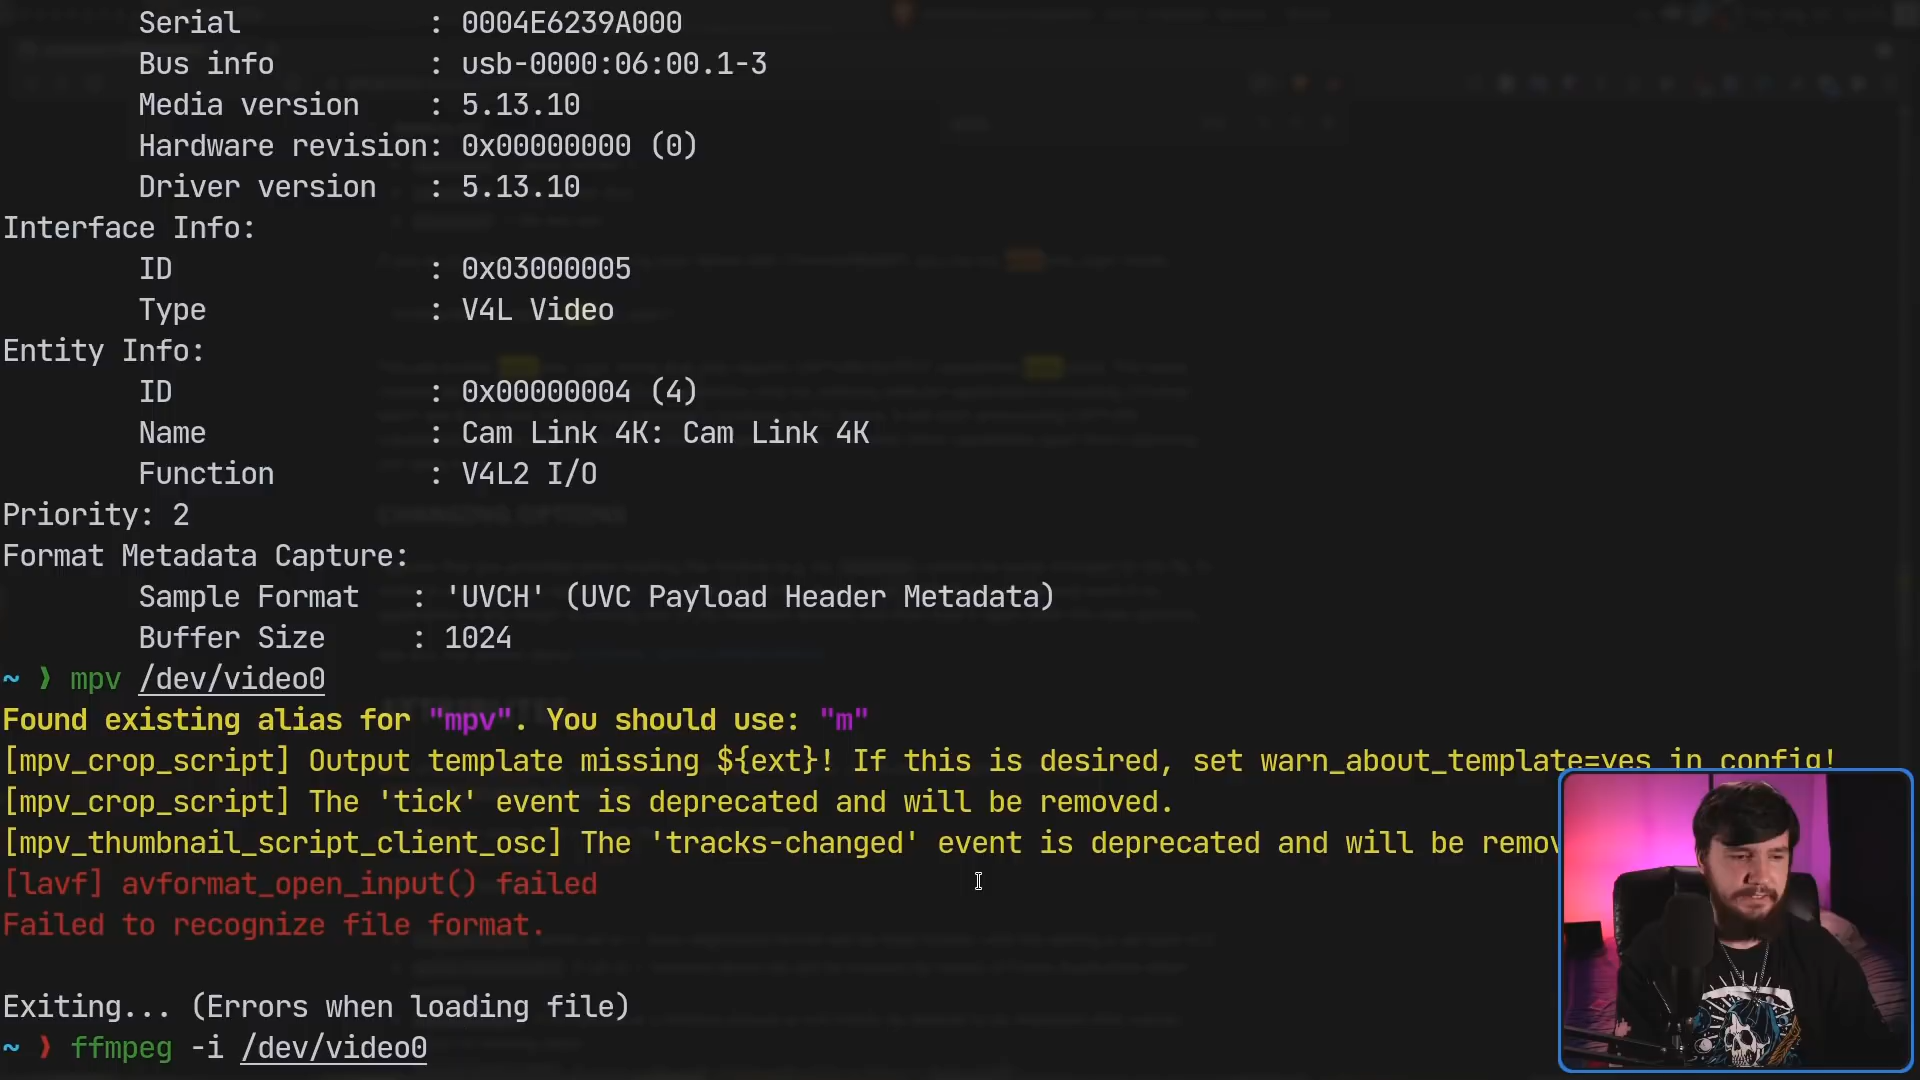 Serial : 0004E6239A000
Bus info : usb-0000:06:00.1-3
Media version : 5.13.10
Hardware revision: 0x00000000 (0)
Driver version : 5.13.10
Interface Info:
ID : 0x03000005
Type : V4L Video
Entity Info:
ID : 0x00000004 (4)
Name : Cam Link 4K: Cam Link 4K
Function : V4L2 I/O
Priority: 2
Format Metadata Capture:
Sample Format : 'UVCH' (UVC Payload Header Metadata)
Buffer Size : 1024
~ ❯ mpv /dev/video0
Found existing alias for "mpv". You should use: "m"
[mpv_crop_script] Output template missing ${ext}! If this is desired, set warn_about_template=yes in config!
[mpv_crop_script] The 'tick' event is deprecated and will be removed.
[mpv_thumbnail_script_client_osc] The 'tracks-changed' event is deprecated and will be remov
[lavf] avformat_open_input() failed
Failed to recognize file format.
Exiting... (Errors when loading file)
~ ❯ ffmpeg -i /dev/video0